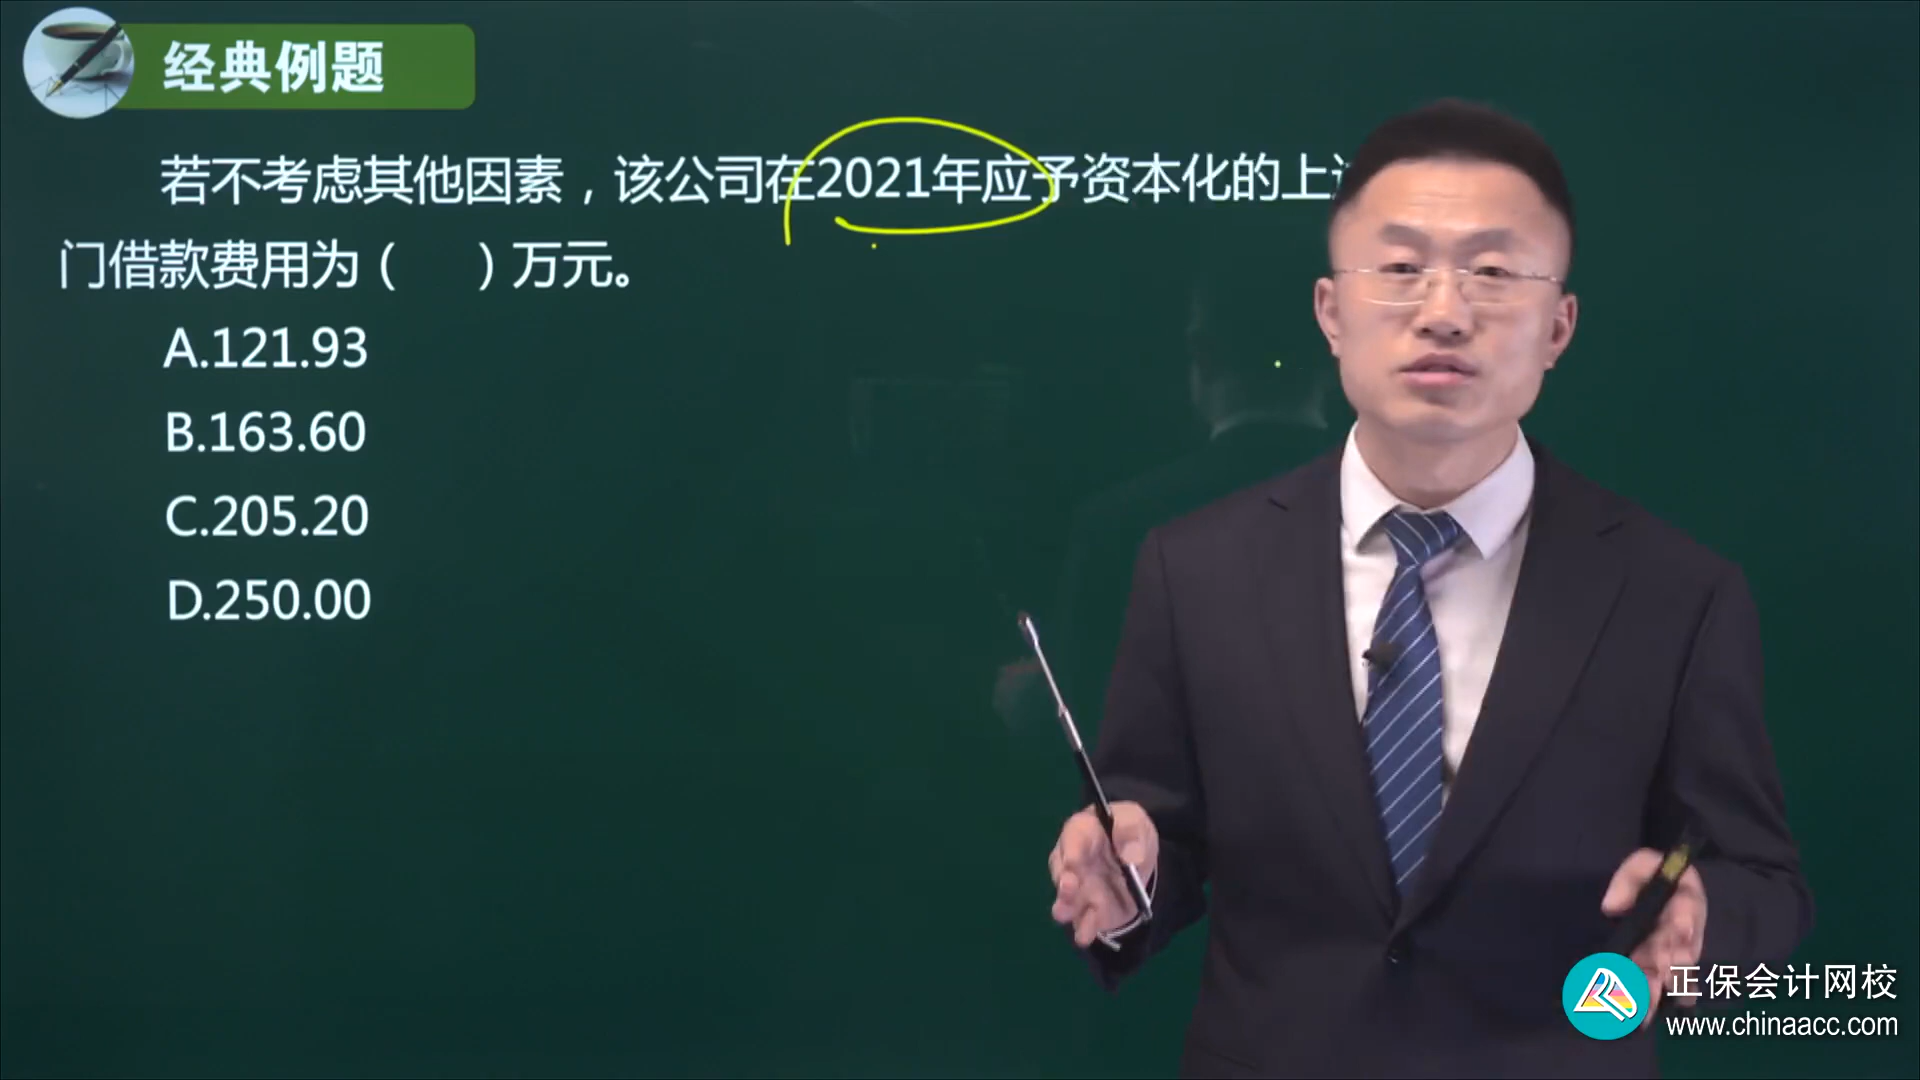 经典例题
若不考虑其他因素，该公司在2021年应予资本化的上
门借款费用为（ ）万元。
A.121.93
B.163.60
C.205.20
D.250.00
正保会计网校
www.chinaacc.com